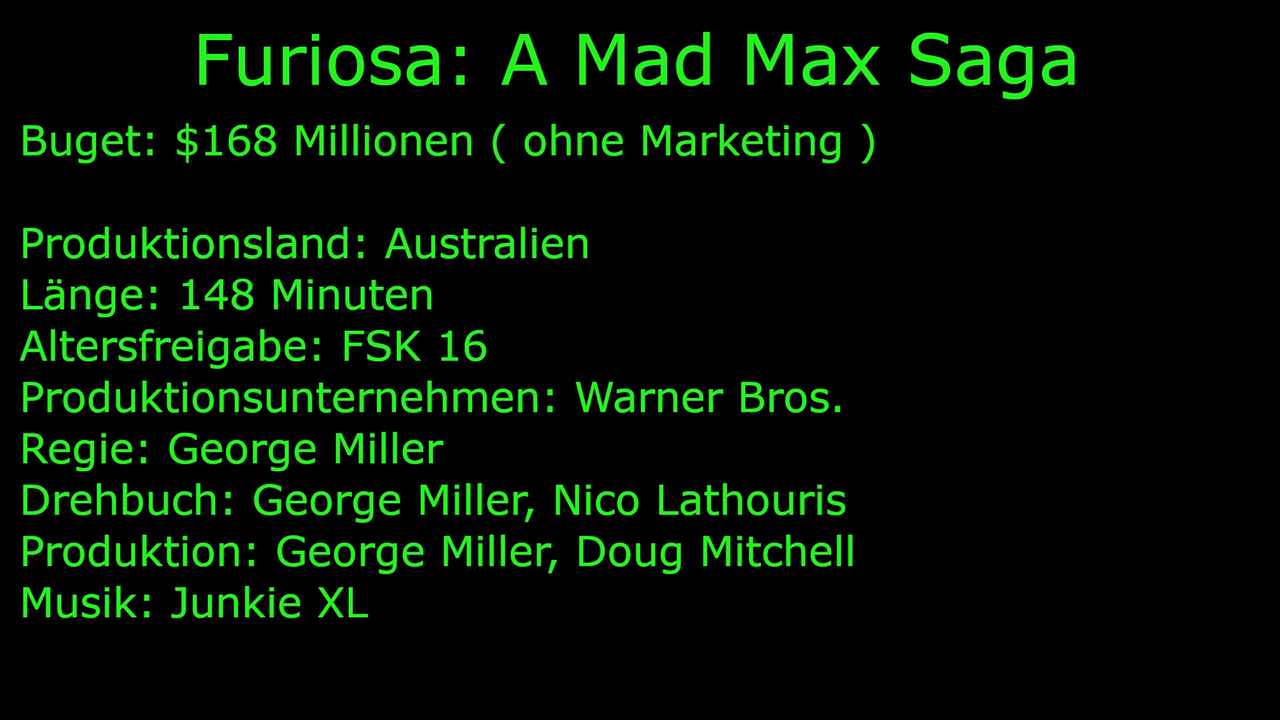 Furiosa: A Mad Max Saga
Buget: $168 Millionen ( ohne Marketing )
Produktionsland: Australien
Länge: 148 Minuten
Altersfreigabe: FSK 16
Produktionsunternehmen: Warner Bros.
Regie: George Miller
Drehbuch: George Miller, Nico Lathouris
Produktion: George Miller, Doug Mitchell
Musik: Junkie XL